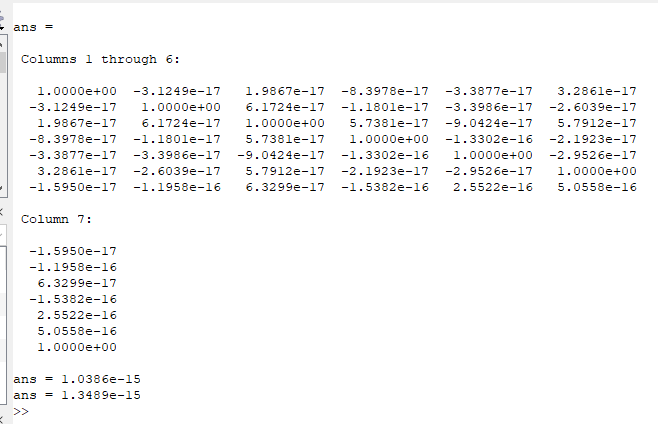 ans =
Columns 1 through 6:
1.0000e+00 -3.1249e-17 1.9867e-17 -8.3978e-17 -3.3877e-17 3.2861e-17
-3.1249e-17 1.0000e+00 6.1724e-17 -1.1801e-17 -3.3986e-17 -2.6039e-17
1.9867e-17 6.1724e-17 1.0000e+00 5.7381e-17 -9.0424e-17 5.7912e-17
-8.3978e-17 -1.1801e-17 5.7381e-17 1.0000e+00 -1.3302e-16 -2.1923e-17
-3.3877e-17 -3.3986e-17 -9.0424e-17 -1.3302e-16 1.0000e+00 -2.9526e-17
3.2861e-17 -2.6039e-17 5.7912e-17 -2.1923e-17 -2.9526e-17 1.0000e+00
-1.5950e-17 -1.1958e-16 6.3299e-17 -1.5382e-16 2.5522e-16 5.0558e-16
Column 7:
-1.5950e-17
-1.1958e-16
6.3299e-17
-1.5382e-16
2.5522e-16
5.0558e-16
1.0000e+00
ans = 1.0386e-15
ans = 1.3489e-15
>>